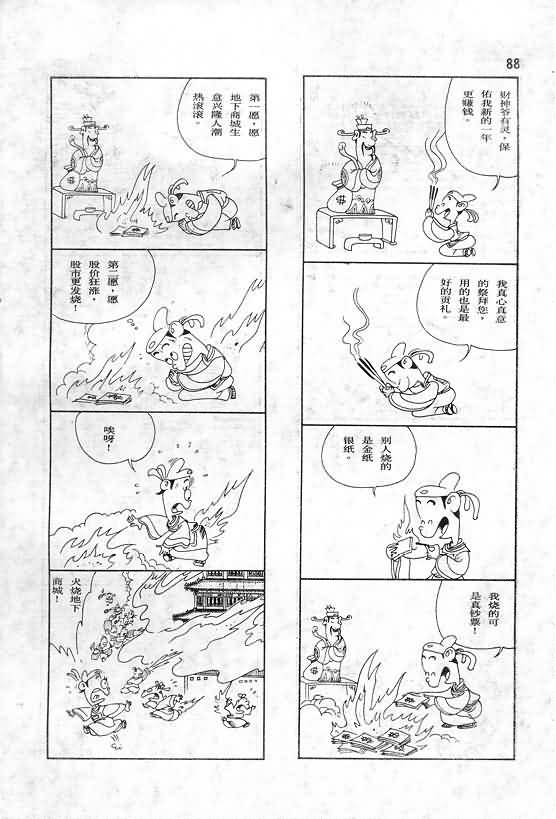 88
财神爷有灵，保
佑我新的一年
更赚钱。
我真心真意
的祭拜您，
用的也是最
好的贡礼。
别人烧的
是金纸
银纸。
我烧的可
是真钞票！
第一愿，愿
地下商城生
意兴隆人潮
热滚滚。
第二愿，愿
股价狂涨，
股市更发烧！
唉呀！
火烧地下
商城！